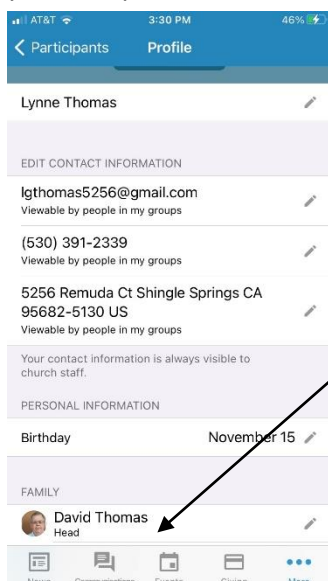 AT&T 3:30 PM 46%
Participants Profile
Lynne Thomas
EDIT CONTACT INFORMATION
lgthomas5256@gmail.com
Viewable by people in my groups
(530) 391-2339
Viewable by people in my groups
5256 Remuda Ct Shingle Springs CA
95682-5130 US
Viewable by people in my groups
Your contact information is always visible to
church staff.
PERSONAL INFORMATION
Birthday November 15
FAMILY
David Thomas
Head